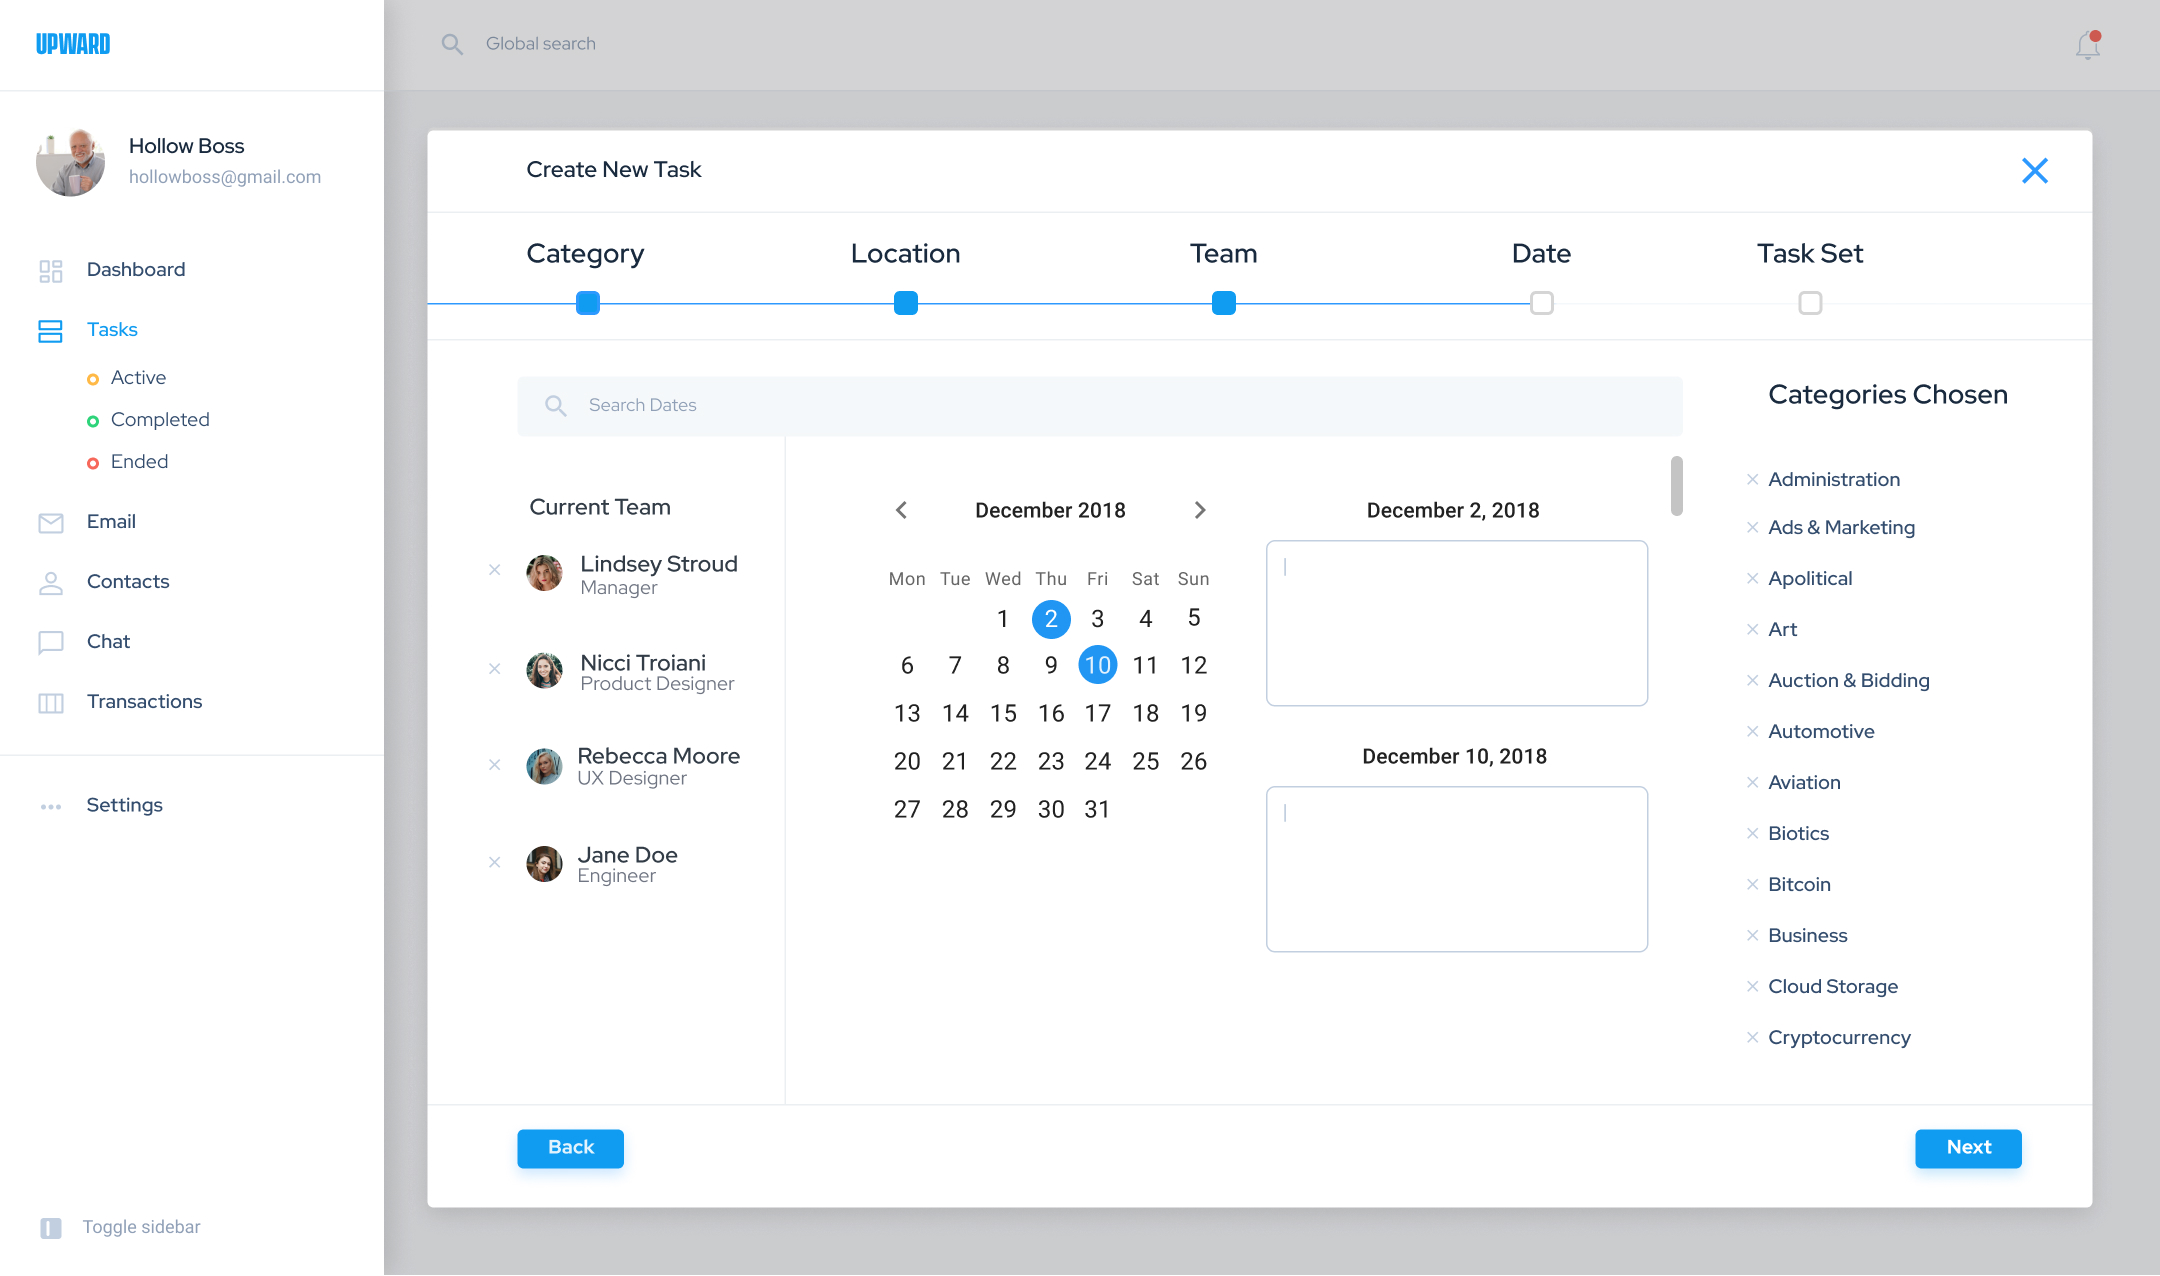 UPWARD
Global search
Hollow Boss
hollowboss@gmail.com
Dashboard
Tasks
Active
Completed
Ended
Email
Contacts
Chat
Transactions
Settings
Toggle sidebar
Create New Task
Category Location Team Date Task Set
Search Dates
Current Team
Lindsey Stroud
Manager
Nicci Troiani
Product Designer
Rebecca Moore
UX Designer
Jane Doe
Engineer
December 2018
Mon Tue Wed Thu Fri Sat Sun
1 2 3 4 5
6 7 8 9 10 11 12
13 14 15 16 17 18 19
20 21 22 23 24 25 26
27 28 29 30 31
December 2, 2018
December 10, 2018
Categories Chosen
Administration
Ads & Marketing
Apolitical
Art
Auction & Bidding
Automotive
Aviation
Biotics
Bitcoin
Business
Cloud Storage
Cryptocurrency
Back
Next